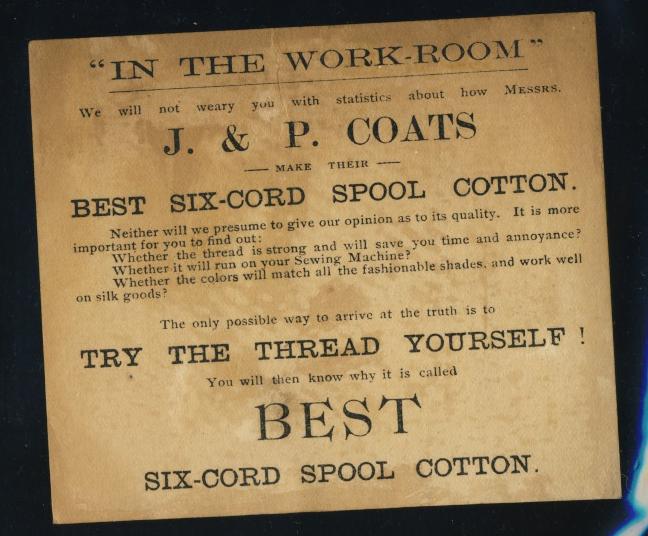 "IN THE WORK-ROOM"
We will not weary you with statistics about how MESSRS.
J. & P. COATS
— MAKE THEIR —
BEST SIX-CORD SPOOL COTTON.
Neither will we presume to give our opinion as to its quality. It is more
important for you to find out:
Whether the thread is strong and will save you time and annoyance?
Whether it will run on your Sewing Machine?
Whether the colors will match all the fashionable shades, and work well
on silk goods?
The only possible way to arrive at the truth is to
TRY THE THREAD YOURSELF!
You will then know why it is called
BEST
SIX-CORD SPOOL COTTON.